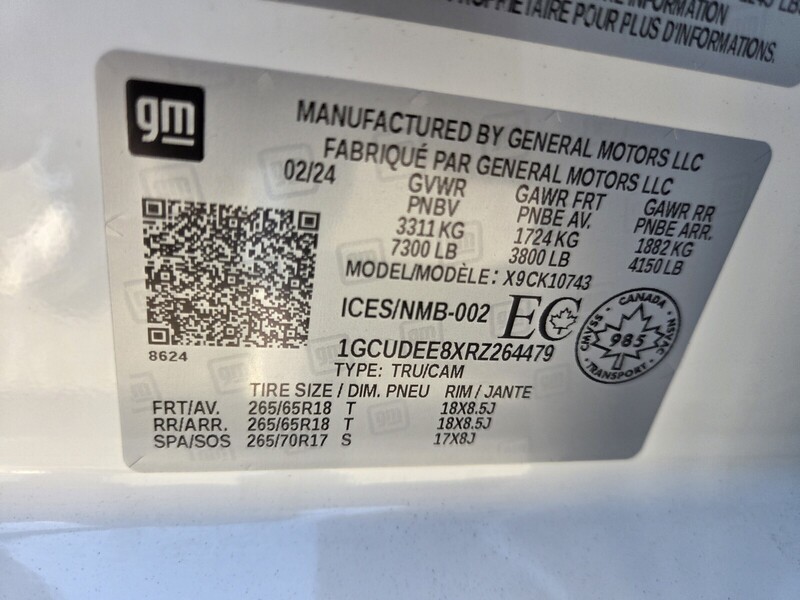 INFORMATION
PROPRIÉTAIRE POUR PLUS D'INFORMATIONS.
gm
MANUFACTURED BY GENERAL MOTORS LLC
FABRIQUÉ PAR GENERAL MOTORS LLC
02/24
GVWR GAWR FRT GAWR RR
PNBV PNBE AV. PNBE ARR.
3311 KG 1724 KG 1882 KG
7300 LB 3800 LB 4150 LB
MODEL/MODÈLE: X9CK10743
ICES/NMB-002 EC
CANADA
CMVSS 985 NSVAC
TRANSPORT
8624
1GCUDEE8XRZ264479
TYPE: TRU/CAM
TIRE SIZE / DIM. PNEU RIM / JANTE
FRT/AV. 265/65R18 T 18X8.5J
RR/ARR. 265/65R18 T 18X8.5J
SPA/SOS 265/70R17 S 17X8J